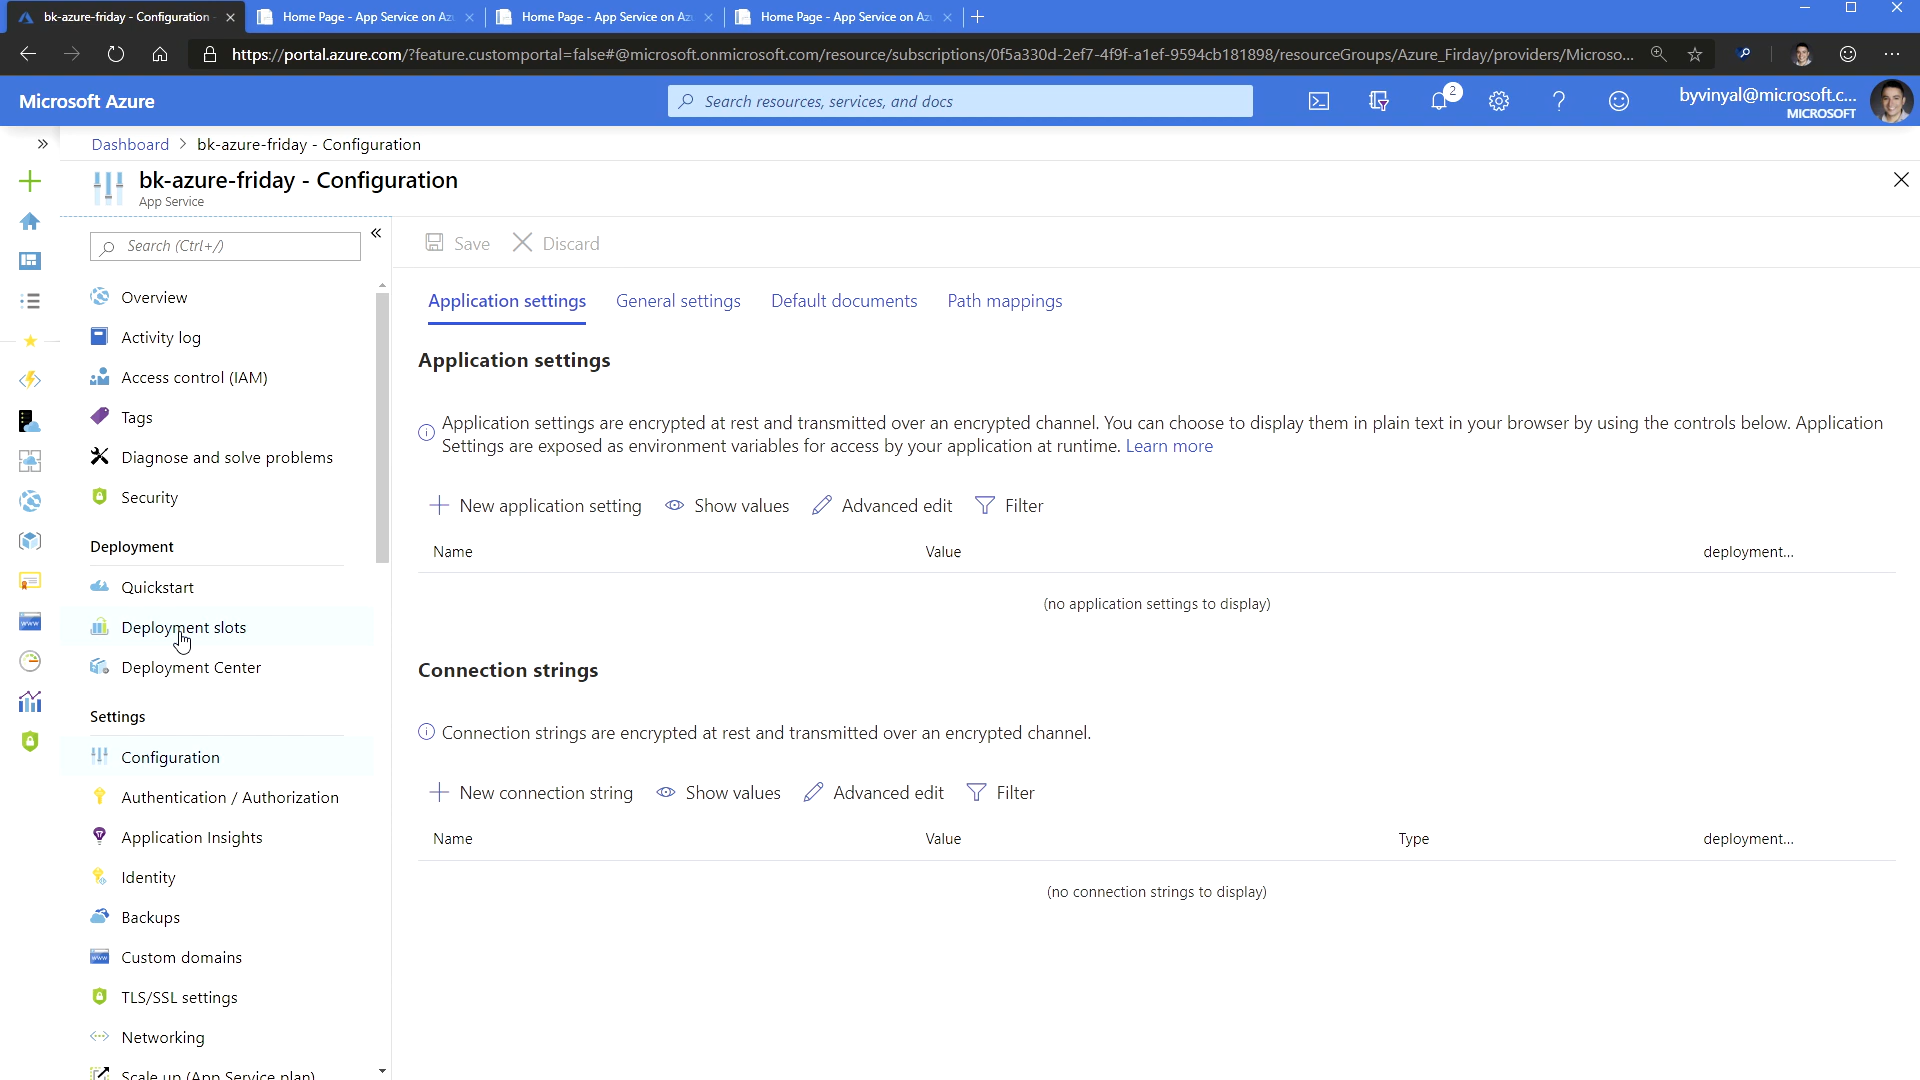 bk-azure-friday - Configuration
Home Page - App Service on Az
Home Page - App Service on Az
Home Page - App Service on Az
https://portal.azure.com/?feature.customportal=false#@microsoft.onmicrosoft.com/resource/subscriptions/0f5a330d-2ef7-4f9f-a1ef-9594cb181898/resourceGroups/Azure_Firday/providers/Microso...
Microsoft Azure
Search resources, services, and docs
2
byvinyal@microsoft.c...
MICROSOFT
Dashboard > bk-azure-friday - Configuration
bk-azure-friday - Configuration
App Service
Search (Ctrl+/)
Overview
Activity log
Access control (IAM)
Tags
Diagnose and solve problems
Security
Deployment
Quickstart
Deployment slots
Deployment Center
Settings
Configuration
Authentication / Authorization
Application Insights
Identity
Backups
Custom domains
TLS/SSL settings
Networking
Scale up (App Service plan)
Save Discard
Application settings General settings Default documents Path mappings
Application settings
Application settings are encrypted at rest and transmitted over an encrypted channel. You can choose to display them in plain text in your browser by using the controls below. Application
Settings are exposed as environment variables for access by your application at runtime. Learn more
New application setting Show values Advanced edit Filter
Name Value deployment...
(no application settings to display)
Connection strings
Connection strings are encrypted at rest and transmitted over an encrypted channel.
New connection string Show values Advanced edit Filter
Name Value Type deployment...
(no connection strings to display)